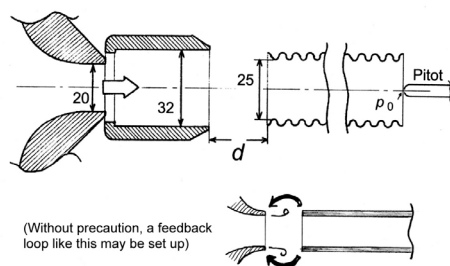 20
32
d
25
p0
Pitot
(Without precaution, a feedback
loop like this may be set up)